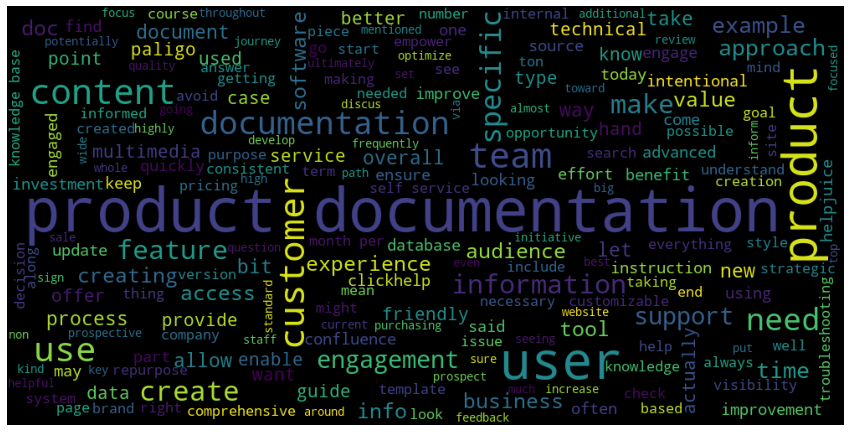 focus course throughout
doc find
piece internal additional
number
better take example
document software technical
potentially mentioned journey
paligo go empower one review
point used answer start optimize source know engage approach
quality ultimately see ton mind
getting making set
content specific type today intentional
knowledge base informed avoid case discus needed improve make value focused
created highly via almost toward
documentation way goal
engaged going develop frequently opportunity hand come possible inform
wide multimedia service team site
purpose overall
whole quickly consistent term path looking search advanced understand
investment keep pricing high ensure self service effort benefit creation helpjuice
big
product documentation product
customer
sale initiative
update feature question month per database audience let everything style
decision along sign version bit experience even include best instruction new strategic top
creating clickhelp information taking
offer thing access mean necessary customizable end using
standard might website
process provide friendly said tool support need
non current purchasing issue
prospective company staff confluence seeing
kind key part user sure help put well
use allow enable engagement knowledge always time troubleshooting
may repurpose want prospect actually
helpful data guide template much increase check visibility
system create business
page brand right info look often based improvement
comprehensive around feedback